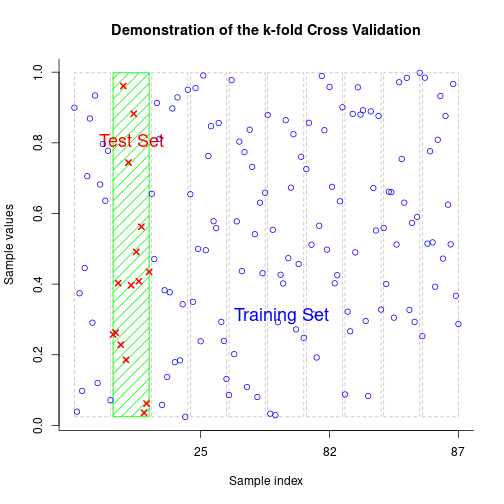 Demonstration of the k-fold Cross Validation
Sample values
1.0
0.8
0.6
0.4
0.2
0.0
Test Set
Training Set
25
82
87
Sample index